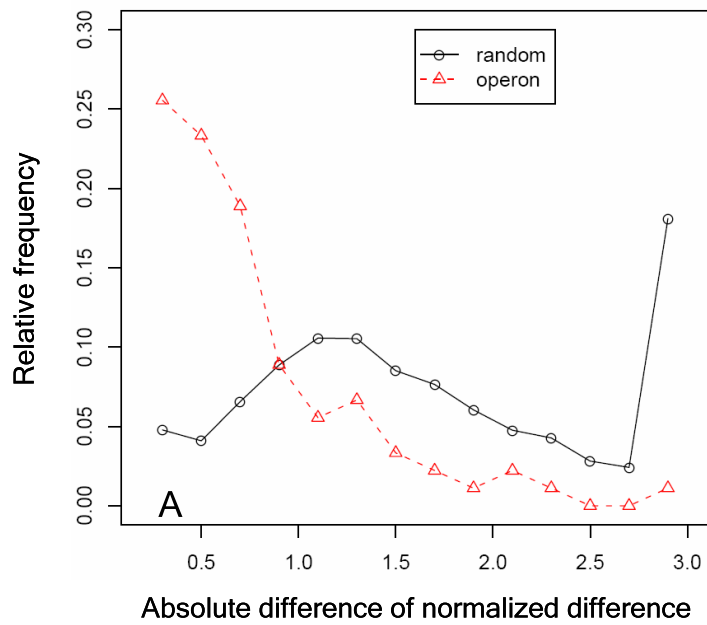 random
operon
Relative frequency
0.30
0.25
0.20
0.15
0.10
0.05
0.00
A
0.5 1.0 1.5 2.0 2.5 3.0
Absolute difference of normalized difference